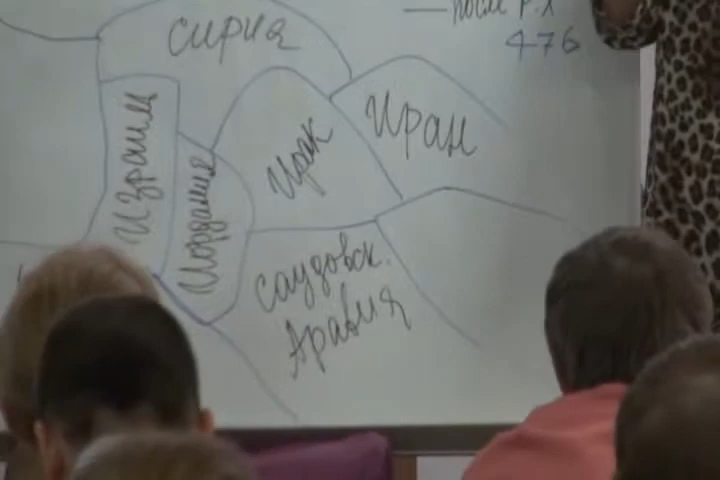 после Р.Х
476
сирия
Израиль
Иордания
Ирак
Иран
саудовск.
Аравия